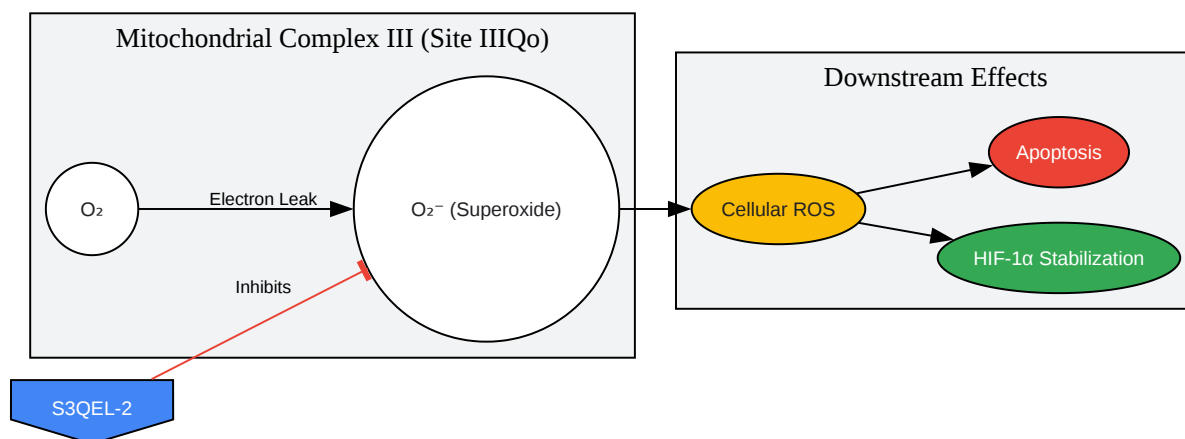 Mitochondrial Complex III (Site IIIQo)
Downstream Effects
O₂
Electron Leak
O₂⁻ (Superoxide)
Cellular ROS
Apoptosis
HIF-1α Stabilization
Inhibits
S3QEL-2